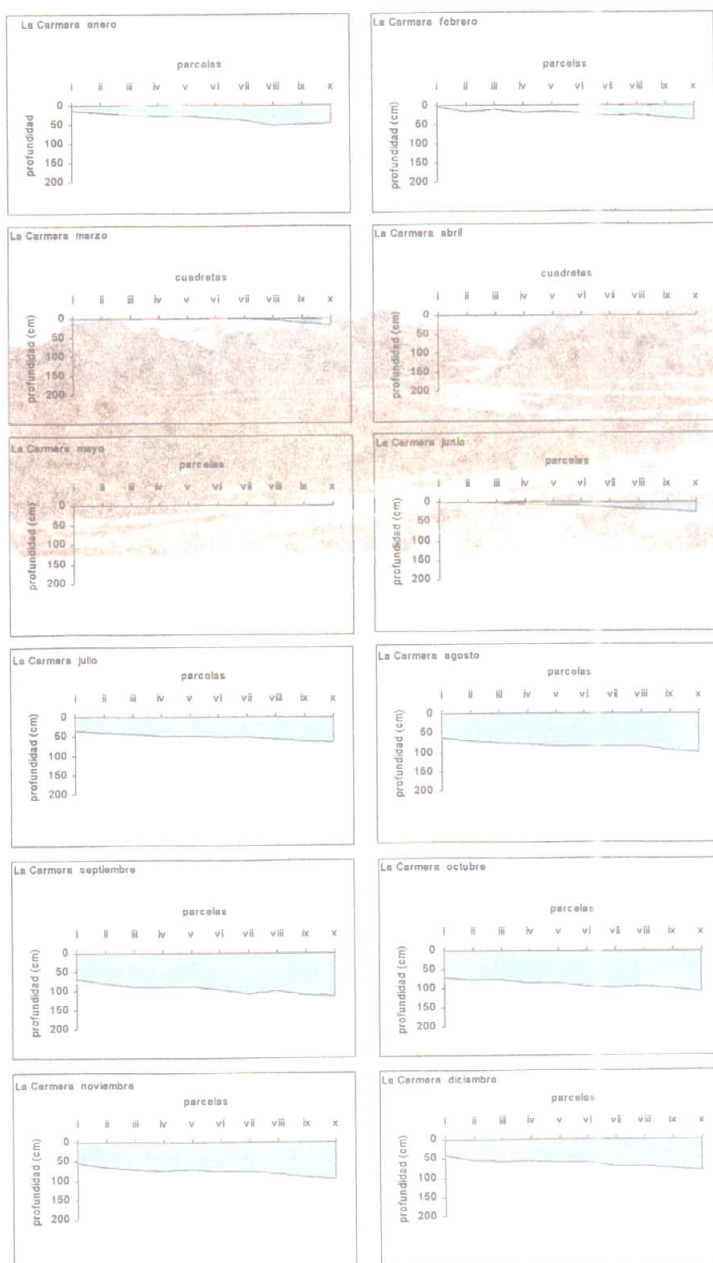 La Carmera enero
parcelas
i ii iii iv v vi vii viii ix x
profundidad
0
50
100
150
200
La Carmera febrero
parcelas
i ii iii iv v vi vii viii ix x
profundidad (cm)
0
50
100
150
200
La Carmera marzo
cuadratas
i ii iii iv v vi vii viii ix x
profundidad (cm)
0
50
100
150
200
La Carmera abril
cuadratas
i ii iii iv v vi vii viii ix x
profundidad (cm)
0
50
100
150
200
La Carmera mayo
parcelas
i ii iii iv v vi vii viii ix x
profundidad (cm)
0
50
100
150
200
La Carmera junio
parcelas
i ii iii iv v vi vii viii ix x
profundidad (cm)
0
50
100
150
200
La Carmera julio
parcelas
i ii iii iv v vi vii viii ix x
profundidad (cm)
0
50
100
150
200
La Carmera agosto
parcelas
i ii iii iv v vi vii viii ix x
profundidad (cm)
0
50
100
150
200
La Carmera septiembre
parcelas
i ii iii iv v vi vii viii ix x
profundidad (cm)
0
50
100
150
200
La Carmera octubre
parcelas
i ii iii iv v vi vii viii ix x
profundidad (cm)
0
50
100
150
200
La Carmera noviembra
parcelas
i ii iii iv v vi vii viii ix x
profundidad (cm)
0
50
100
150
200
La Carmera diciembre
parcelas
i ii iii iv v vi vii viii ix x
profundidad (cm)
0
50
100
150
200